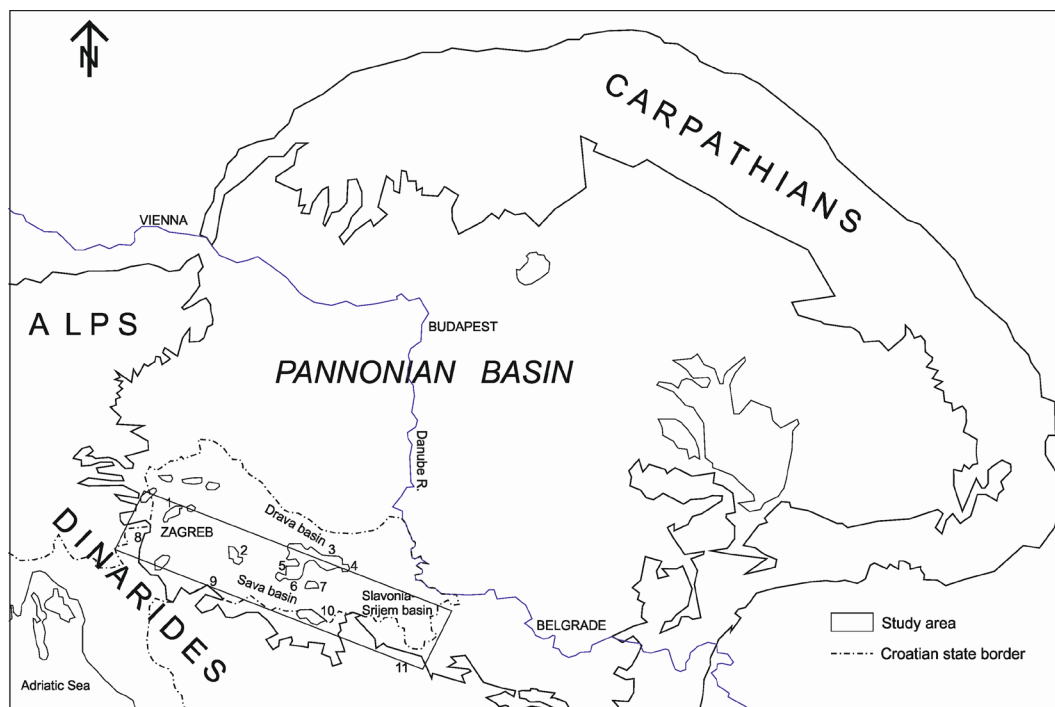 N
CARPATHIANS
VIENNA
ALPS
BUDAPEST
PANNONIAN BASIN
Danube R.
DINARIDES
1
ZAGREB
Drava basin
3
8
2
5
4
6
7
9
Sava basin
Slavonia-
Srijem basin
10
BELGRADE
11
Adriatic Sea
Study area
Croatian state border